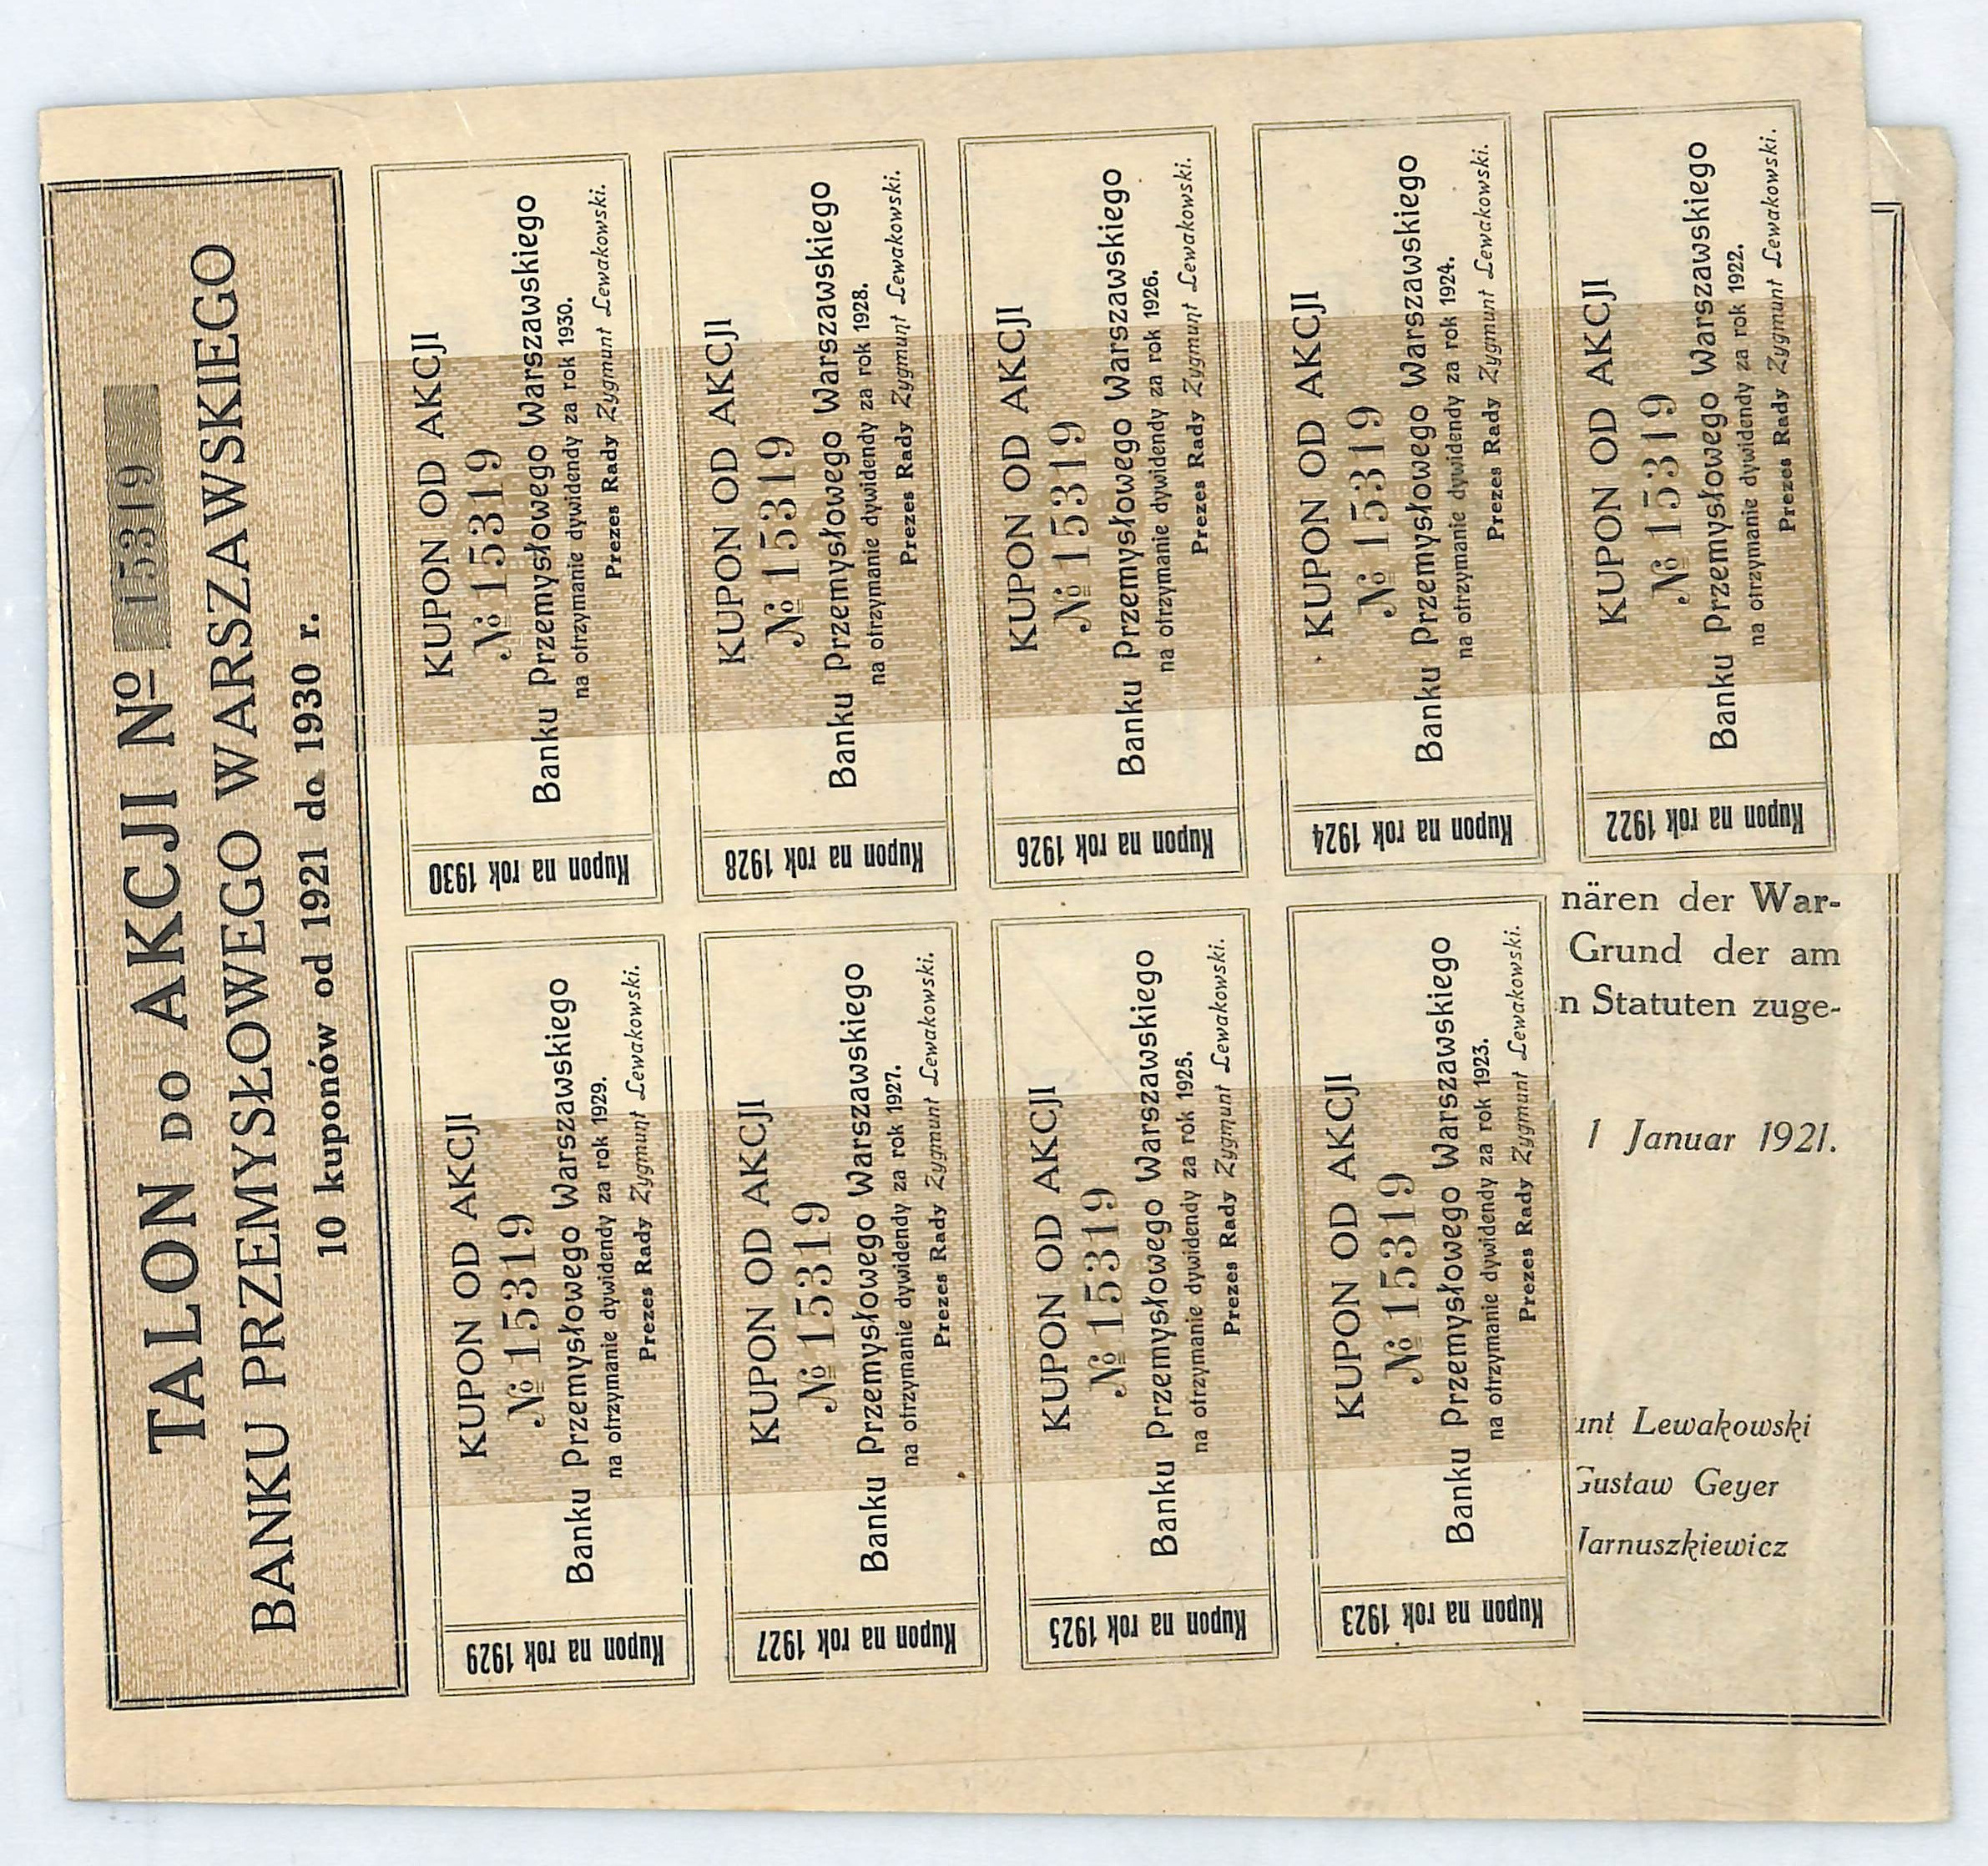 TALON DO AKCJI Nº 15319
BANKU PRZEMYSŁOWEGO WARSZAWSKIEGO
10 kuponów od 1921 do 1930 r.
Kupon na rok 1929
KUPON OD AKCJI
№ 15319
Banku Przemysłowego Warszawskiego
na otrzymanie dywidendy za rok 1929.
Prezes Rady Zygmunt Lewakowski.
Kupon na rok 1930
KUPON OD AKCJI
№ 15319
Banku Przemysłowego Warszawskiego
na otrzymanie dywidendy za rok 1930.
Prezes Rady Zygmunt Lewakowski.
Kupon na rok 1927
KUPON OD AKCJI
№ 15319
Banku Przemysłowego Warszawskiego
na otrzymanie dywidendy za rok 1927.
Prezes Rady Zygmunt Lewakowski.
Kupon na rok 1928
KUPON OD AKCJI
№ 15319
Banku Przemysłowego Warszawskiego
na otrzymanie dywidendy za rok 1928.
Prezes Rady Zygmunt Lewakowski.
Kupon na rok 1925
KUPON OD AKCJI
№ 15319
Banku Przemysłowego Warszawskiego
na otrzymanie dywidendy za rok 1925.
Prezes Rady Zygmunt Lewakowski.
Kupon na rok 1926
KUPON OD AKCJI
№ 15319
Banku Przemysłowego Warszawskiego
na otrzymanie dywidendy za rok 1926.
Prezes Rady Zygmunt Lewakowski.
Kupon na rok 1923
KUPON OD AKCJI
№ 15319
Banku Przemysłowego Warszawskiego
na otrzymanie dywidendy za rok 1923.
Prezes Rady Zygmunt Lewakowski.
Kupon na rok 1924
KUPON OD AKCJI
№ 15319
Banku Przemysłowego Warszawskiego
na otrzymanie dywidendy za rok 1924.
Prezes Rady Zygmunt Lewakowski.
Kupon na rok 1922
KUPON OD AKCJI
№ 15319
Banku Przemysłowego Warszawskiego
na otrzymanie dywidendy za rok 1922.
Prezes Rady Zygmunt Lewakowski.
nären der War-
Grund der am
n Statuten zuge-
1 Januar 1921.
unt Lewakowski
Gustaw Geyer
Jarnuszkiewicz